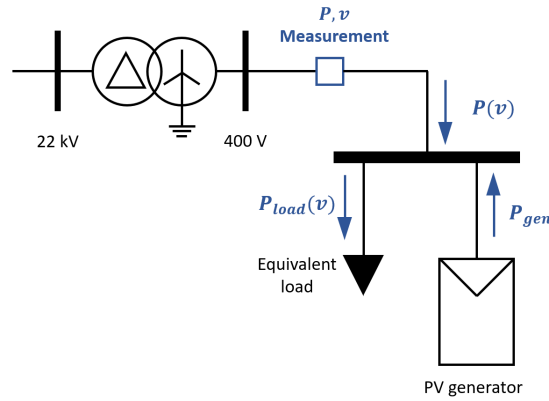 P, v
Measurement
22 kV
400 V
P(v)
P_load(v)
P_gen
Equivalent
load
PV generator